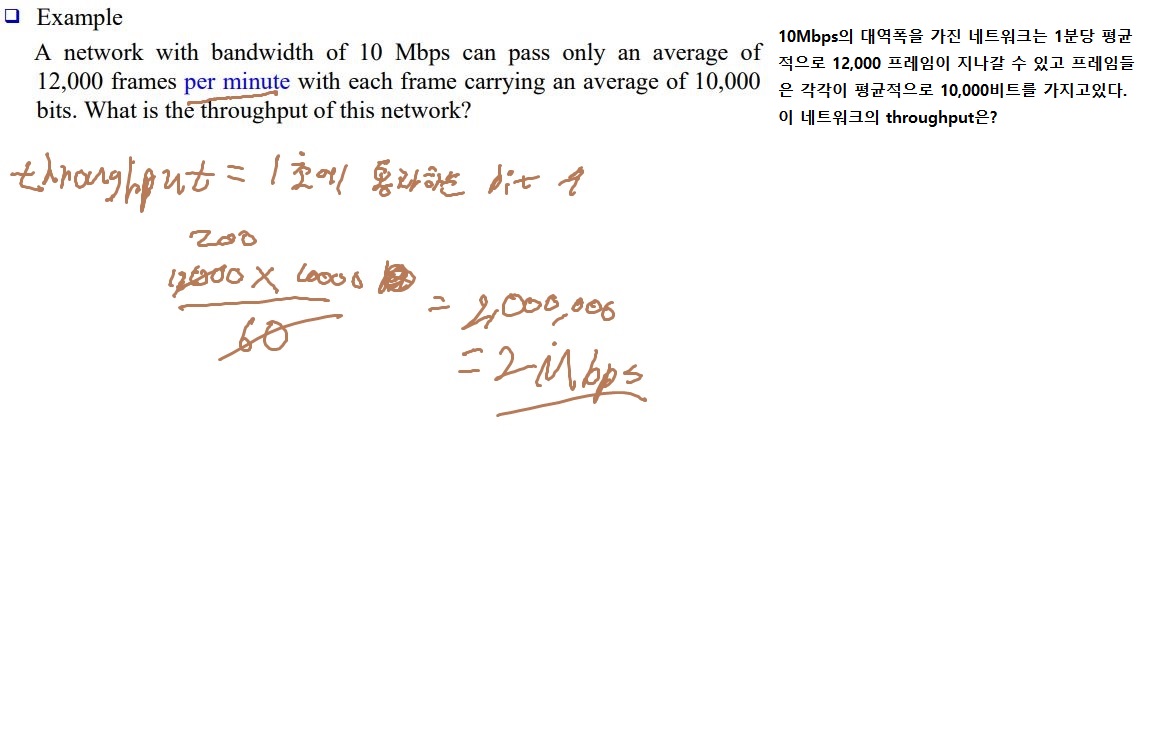 Example
A network with bandwidth of 10 Mbps can pass only an average of
12,000 frames per minute with each frame carrying an average of 10,000
bits. What is the throughput of this network?
10Mbps의 대역폭을 가진 네트워크는 1분당 평균
적으로 12,000 프레임이 지나갈 수 있고 프레임들
은 각각이 평균적으로 10,000비트를 가지고있다.
이 네트워크의 throughput은?
throughput = 1초에 통과하는 bit 수
200
12000 × 10000
60
= 2,000,000
= 2 Mbps